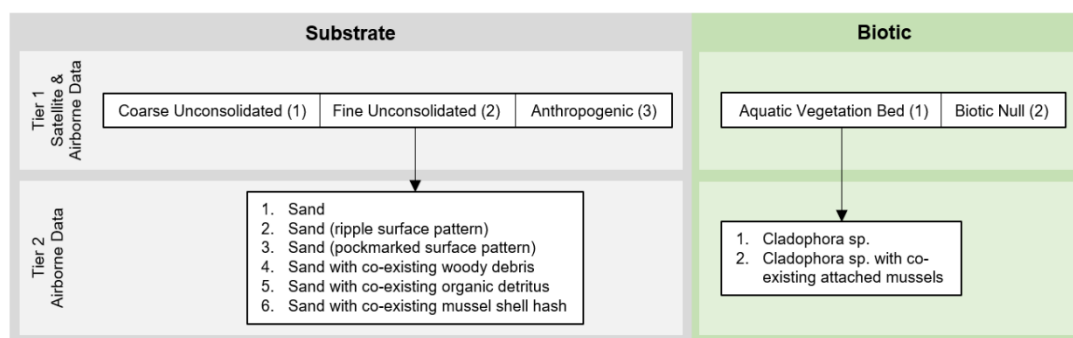 Substrate
Biotic
Tier 1
Satellite &
Airborne Data
Coarse Unconsolidated (1)
Fine Unconsolidated (2)
Anthropogenic (3)
Aquatic Vegetation Bed (1)
Biotic Null (2)
Tier 2
Airborne Data
1. Sand
2. Sand (ripple surface pattern)
3. Sand (pockmarked surface pattern)
4. Sand with co-existing woody debris
5. Sand with co-existing organic detritus
6. Sand with co-existing mussel shell hash
1. Cladophora sp.
2. Cladophora sp. with co-
existing attached mussels